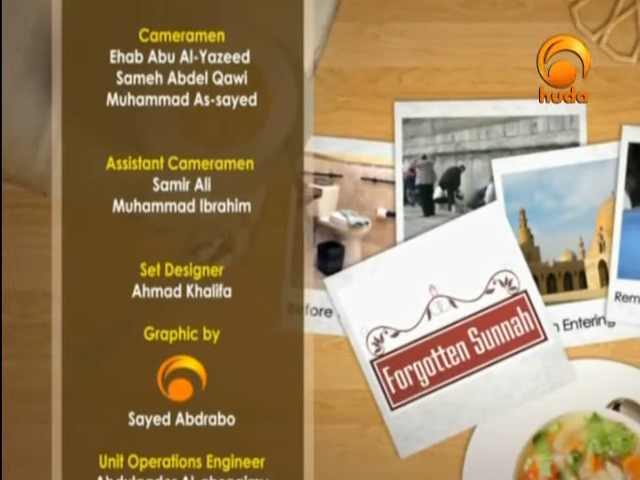 Cameramen
Ehab Abu Al-Yazeed
Sameh Abdel Qawi
Muhammad As-sayed
Assistant Cameramen
Samir Ali
Muhammad Ibrahim
Set Designer
Ahmad Khalifa
Graphic by
Sayed Abdrabo
Unit Operations Engineer
huda
Before
Entering
Forgotten Sunnah